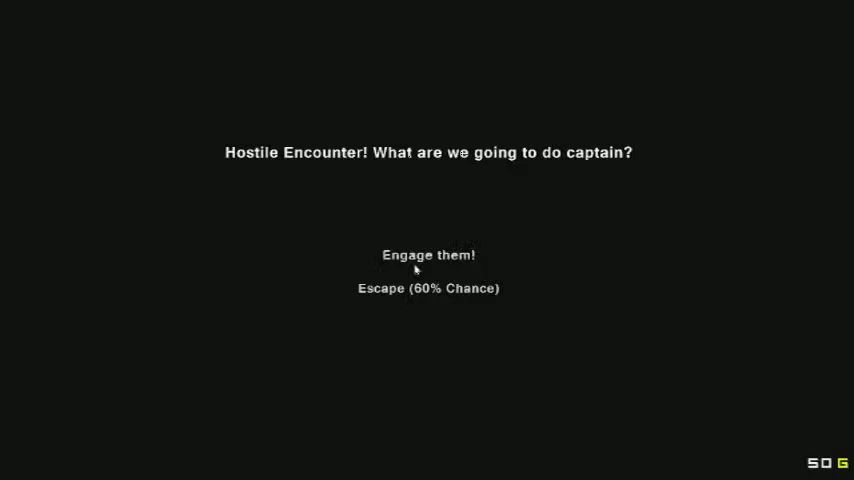 Hostile Encounter! What are we going to do captain?
Engage them!
Escape (60% Chance)
50 G